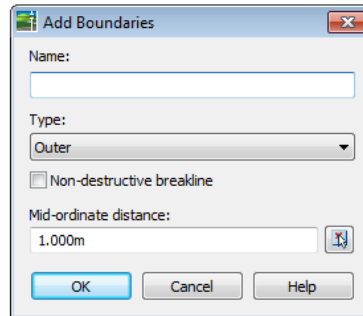 Add Boundaries
Name:
Type:
Outer
Non-destructive breakline
Mid-ordinate distance:
1.000m
OK Cancel Help